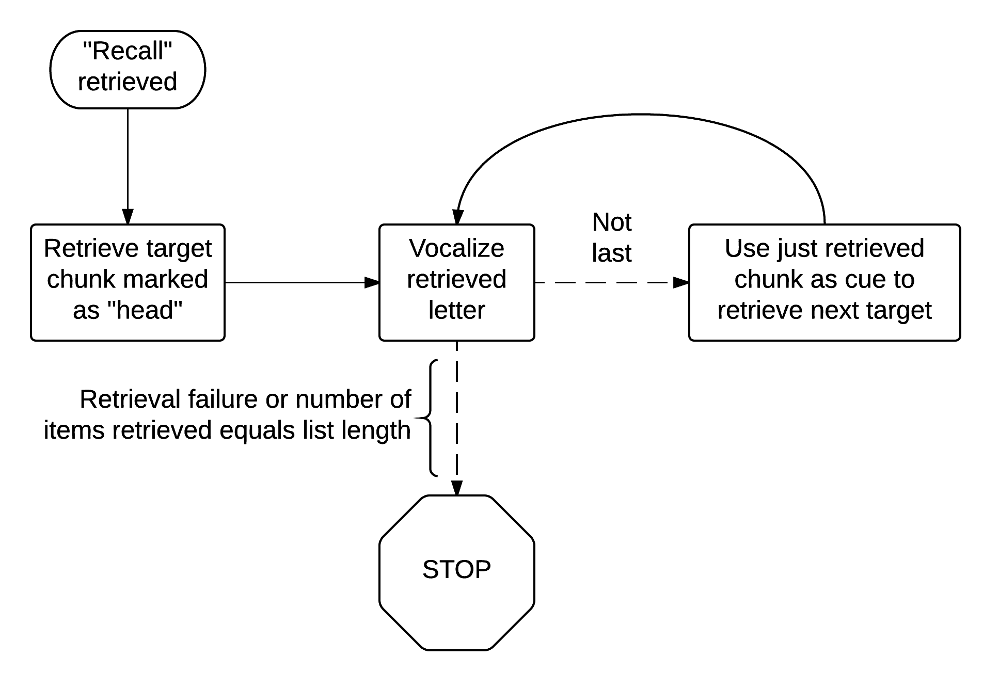 "Recall"
retrieved
Retrieve target
chunk marked
as "head"
Vocalize
retrieved
letter
Not
last
Use just retrieved
chunk as cue to
retrieve next target
Retrieval failure or number of
items retrieved equals list length
STOP